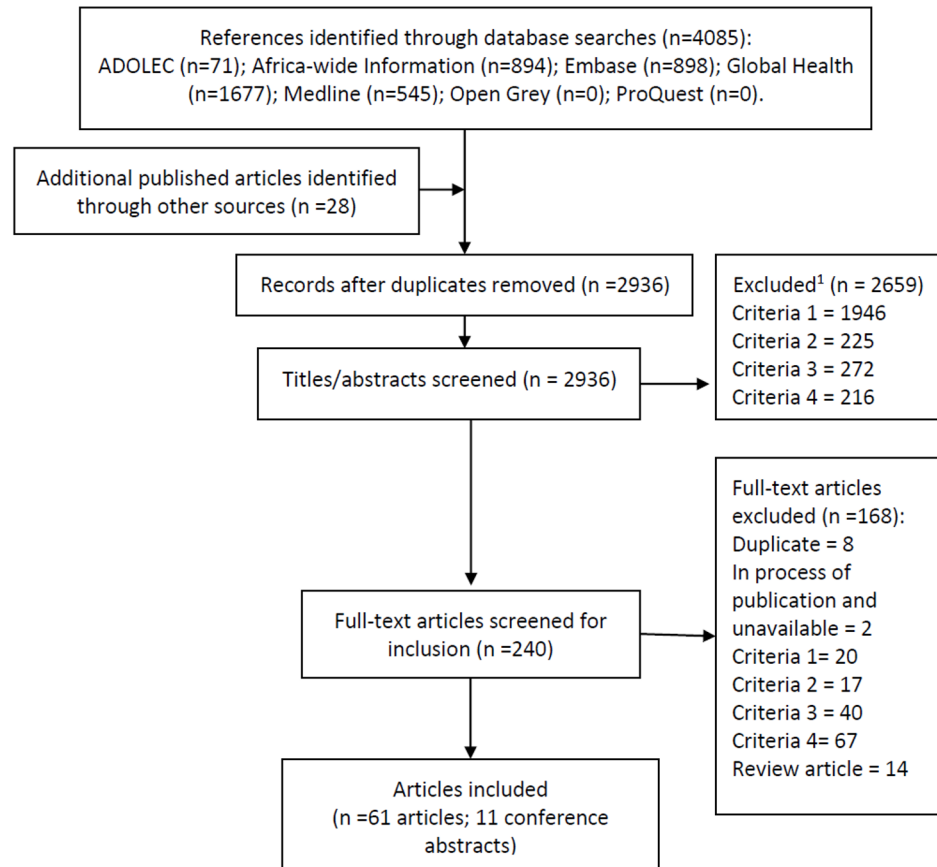 References identified through database searches (n=4085):
ADOLEC (n=71); Africa-wide Information (n=894); Embase (n=898); Global Health
(n=1677); Medline (n=545); Open Grey (n=0); ProQuest (n=0).
Additional published articles identified
through other sources (n =28)
Records after duplicates removed (n =2936)
Excluded¹ (n = 2659)
Criteria 1 = 1946
Criteria 2 = 225
Criteria 3 = 272
Criteria 4 = 216
Titles/abstracts screened (n = 2936)
Full-text articles
excluded (n =168):
Duplicate = 8
In process of
publication and
unavailable = 2
Criteria 1= 20
Criteria 2 = 17
Criteria 3 = 40
Criteria 4= 67
Review article = 14
Full-text articles screened for
inclusion (n =240)
Articles included
(n =61 articles; 11 conference
abstracts)